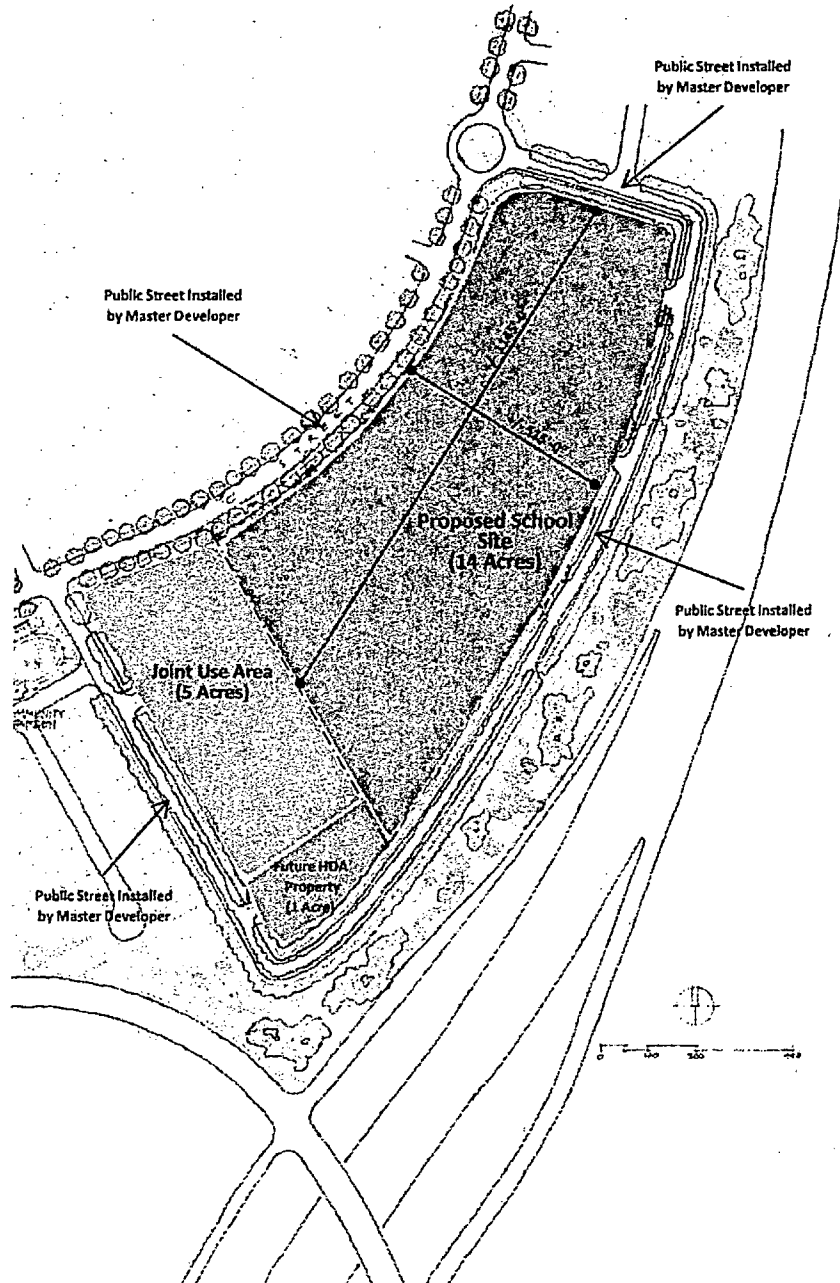 Public Street Installed
by Master Developer
Public Street Installed
by Master Developer
Proposed School
Site
(14 Acres)
Public Street Installed
by Master Developer
Joint Use Area
(5 Acres)
Future HOA
Property
(1 Acre)
Public Street Installed
by Master Developer
0